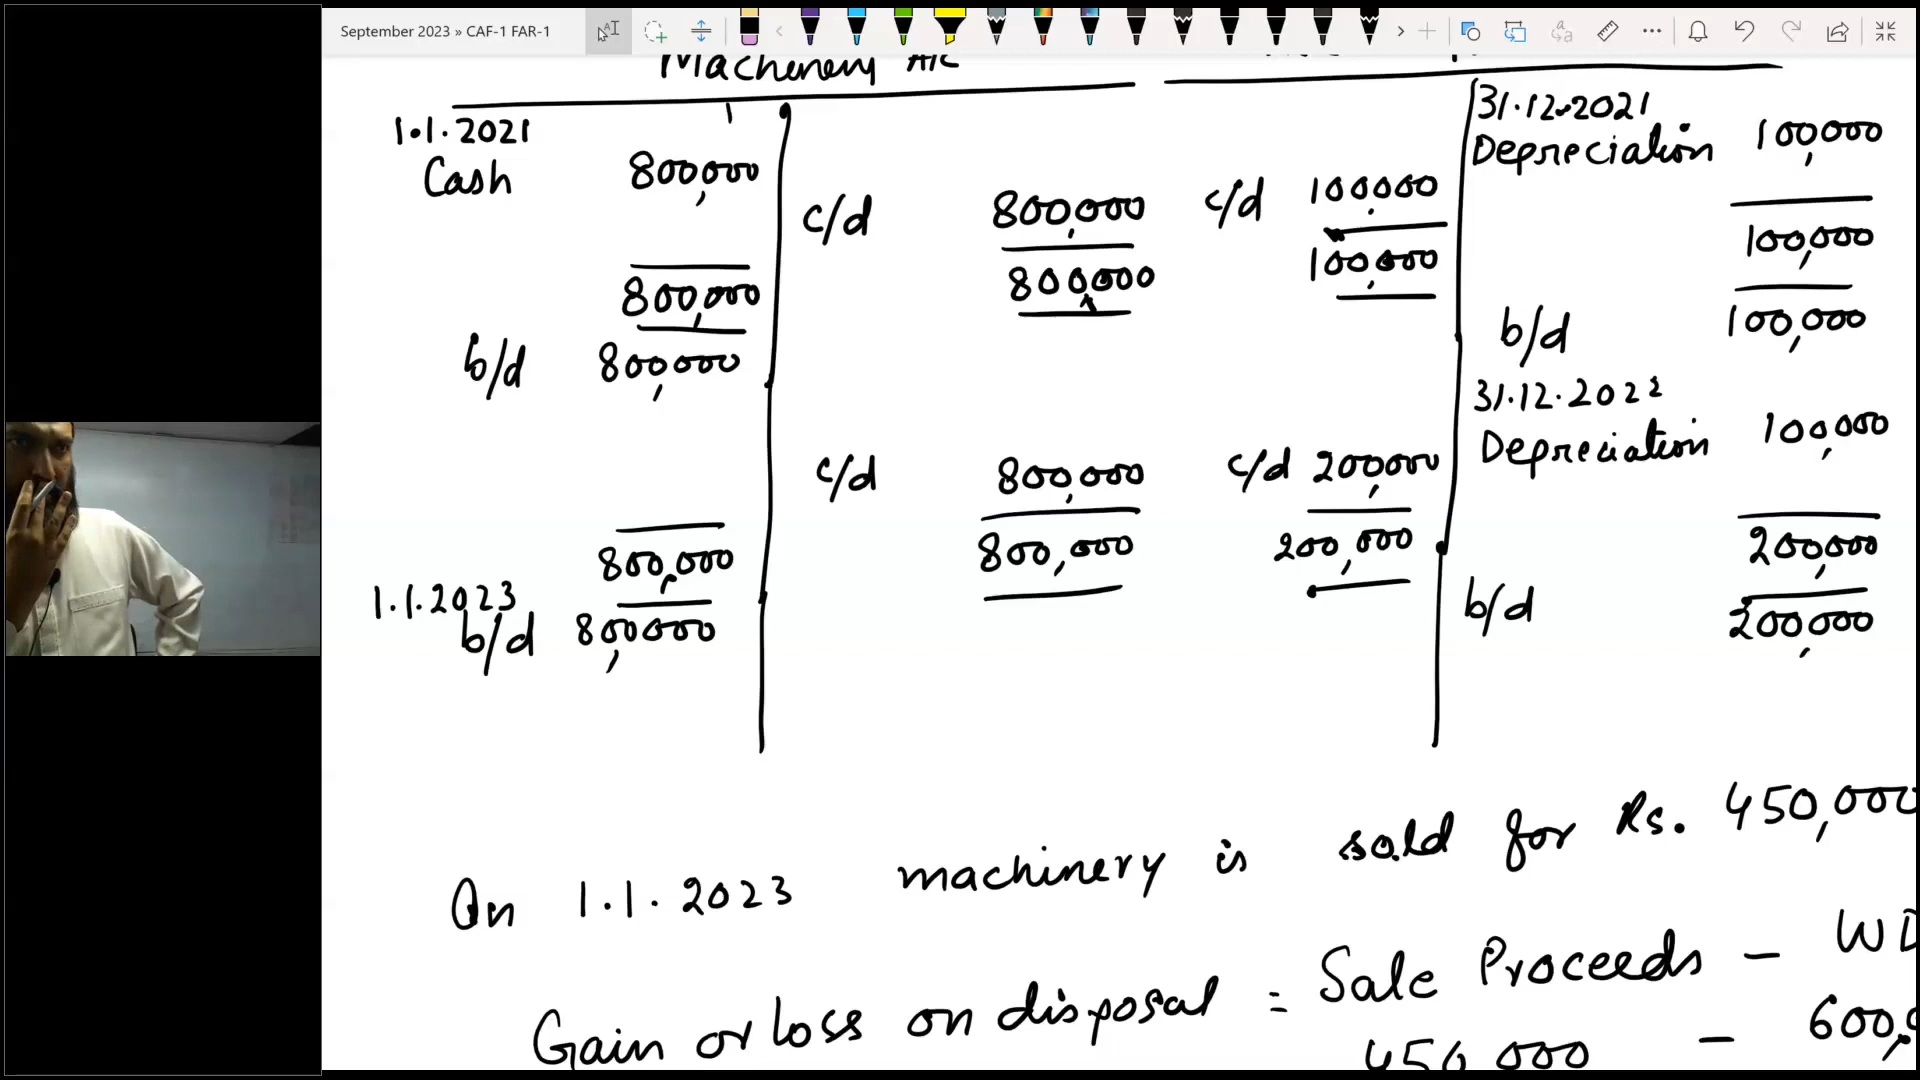 September 2023 » CAF-1 FAR-1
Machinery A/C
1.1.2021
Cash 800,000
c/d 800,000
800,000
800,000
b/d 800,000
c/d 800,000
800,000
800,000
1.1.2023
b/d 800,000
31.12.2021
Depreciation 100,000
c/d 100,000
100,000
100,000
b/d 100,000
31.12.2022
Depreciation 100,000
c/d 200,000
200,000
200,000
b/d 200,000
On 1.1.2023 machinery is sold for Rs. 450,000
Gain or loss on disposal = Sale Proceeds - WD
450,000 - 600,